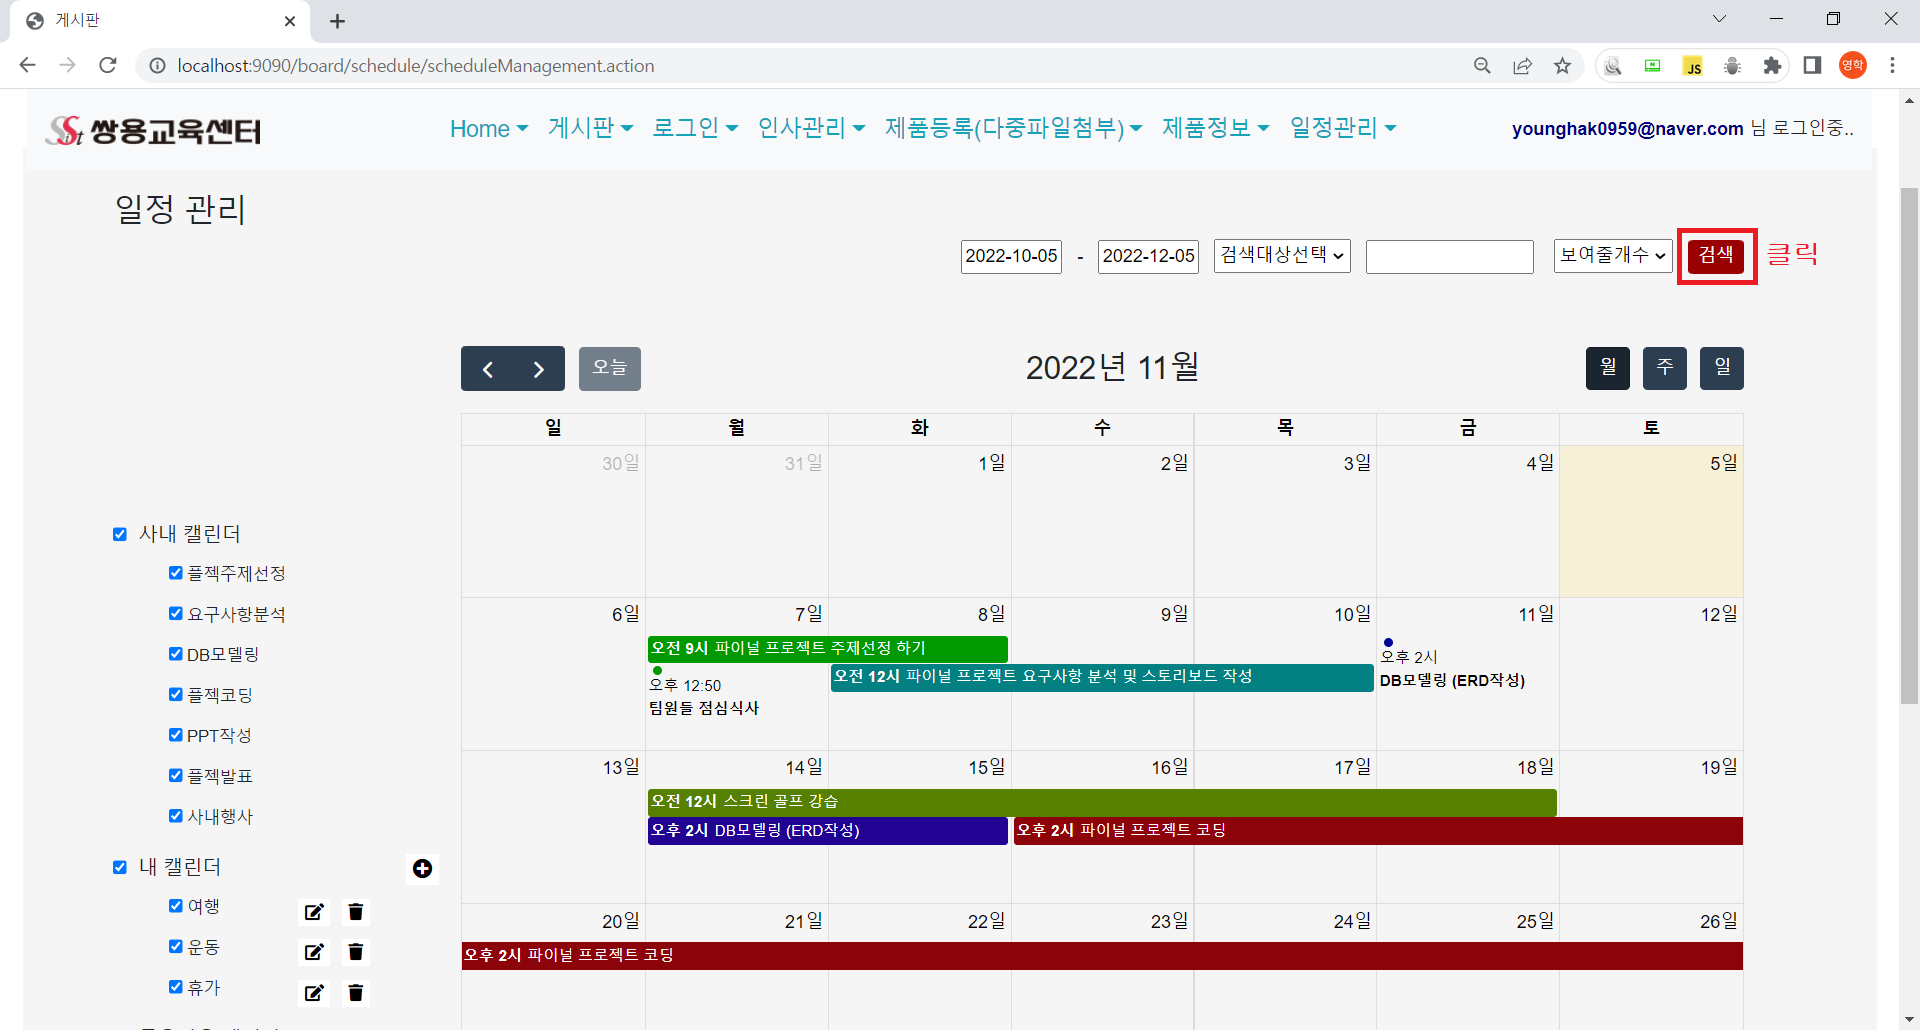 게시판
localhost:9090/board/schedule/scheduleManagement.action
JS
영학
Sist 쌍용교육센터
Home 게시판 로그인 인사관리 제품등록(다중파일첨부) 제품정보 일정관리
younghak0959@naver.com 님 로그인중..
일정 관리
2022-10-05 - 2022-12-05 검색대상선택 보여줄개수 검색 클릭
오늘
2022년 11월
월 주 일
일 월 화 수 목 금 토
30일 31일 1일 2일 3일 4일 5일
6일 7일 8일 9일 10일 11일 12일
오전 9시 파이널 프로젝트 주제선정 하기
오전 12시 파이널 프로젝트 요구사항 분석 및 스토리보드 작성
오후 12:50
팀원들 점심식사
오후 2시
DB모델링 (ERD작성)
13일 14일 15일 16일 17일 18일 19일
오전 12시 스크린 골프 강습
오후 2시 DB모델링 (ERD작성)
오후 2시 파이널 프로젝트 코딩
20일 21일 22일 23일 24일 25일 26일
오후 2시 파이널 프로젝트 코딩
사내 캘린더
플젝주제선정
요구사항분석
DB모델링
플젝코딩
PPT작성
플젝발표
사내행사
내 캘린더
여행
운동
휴가